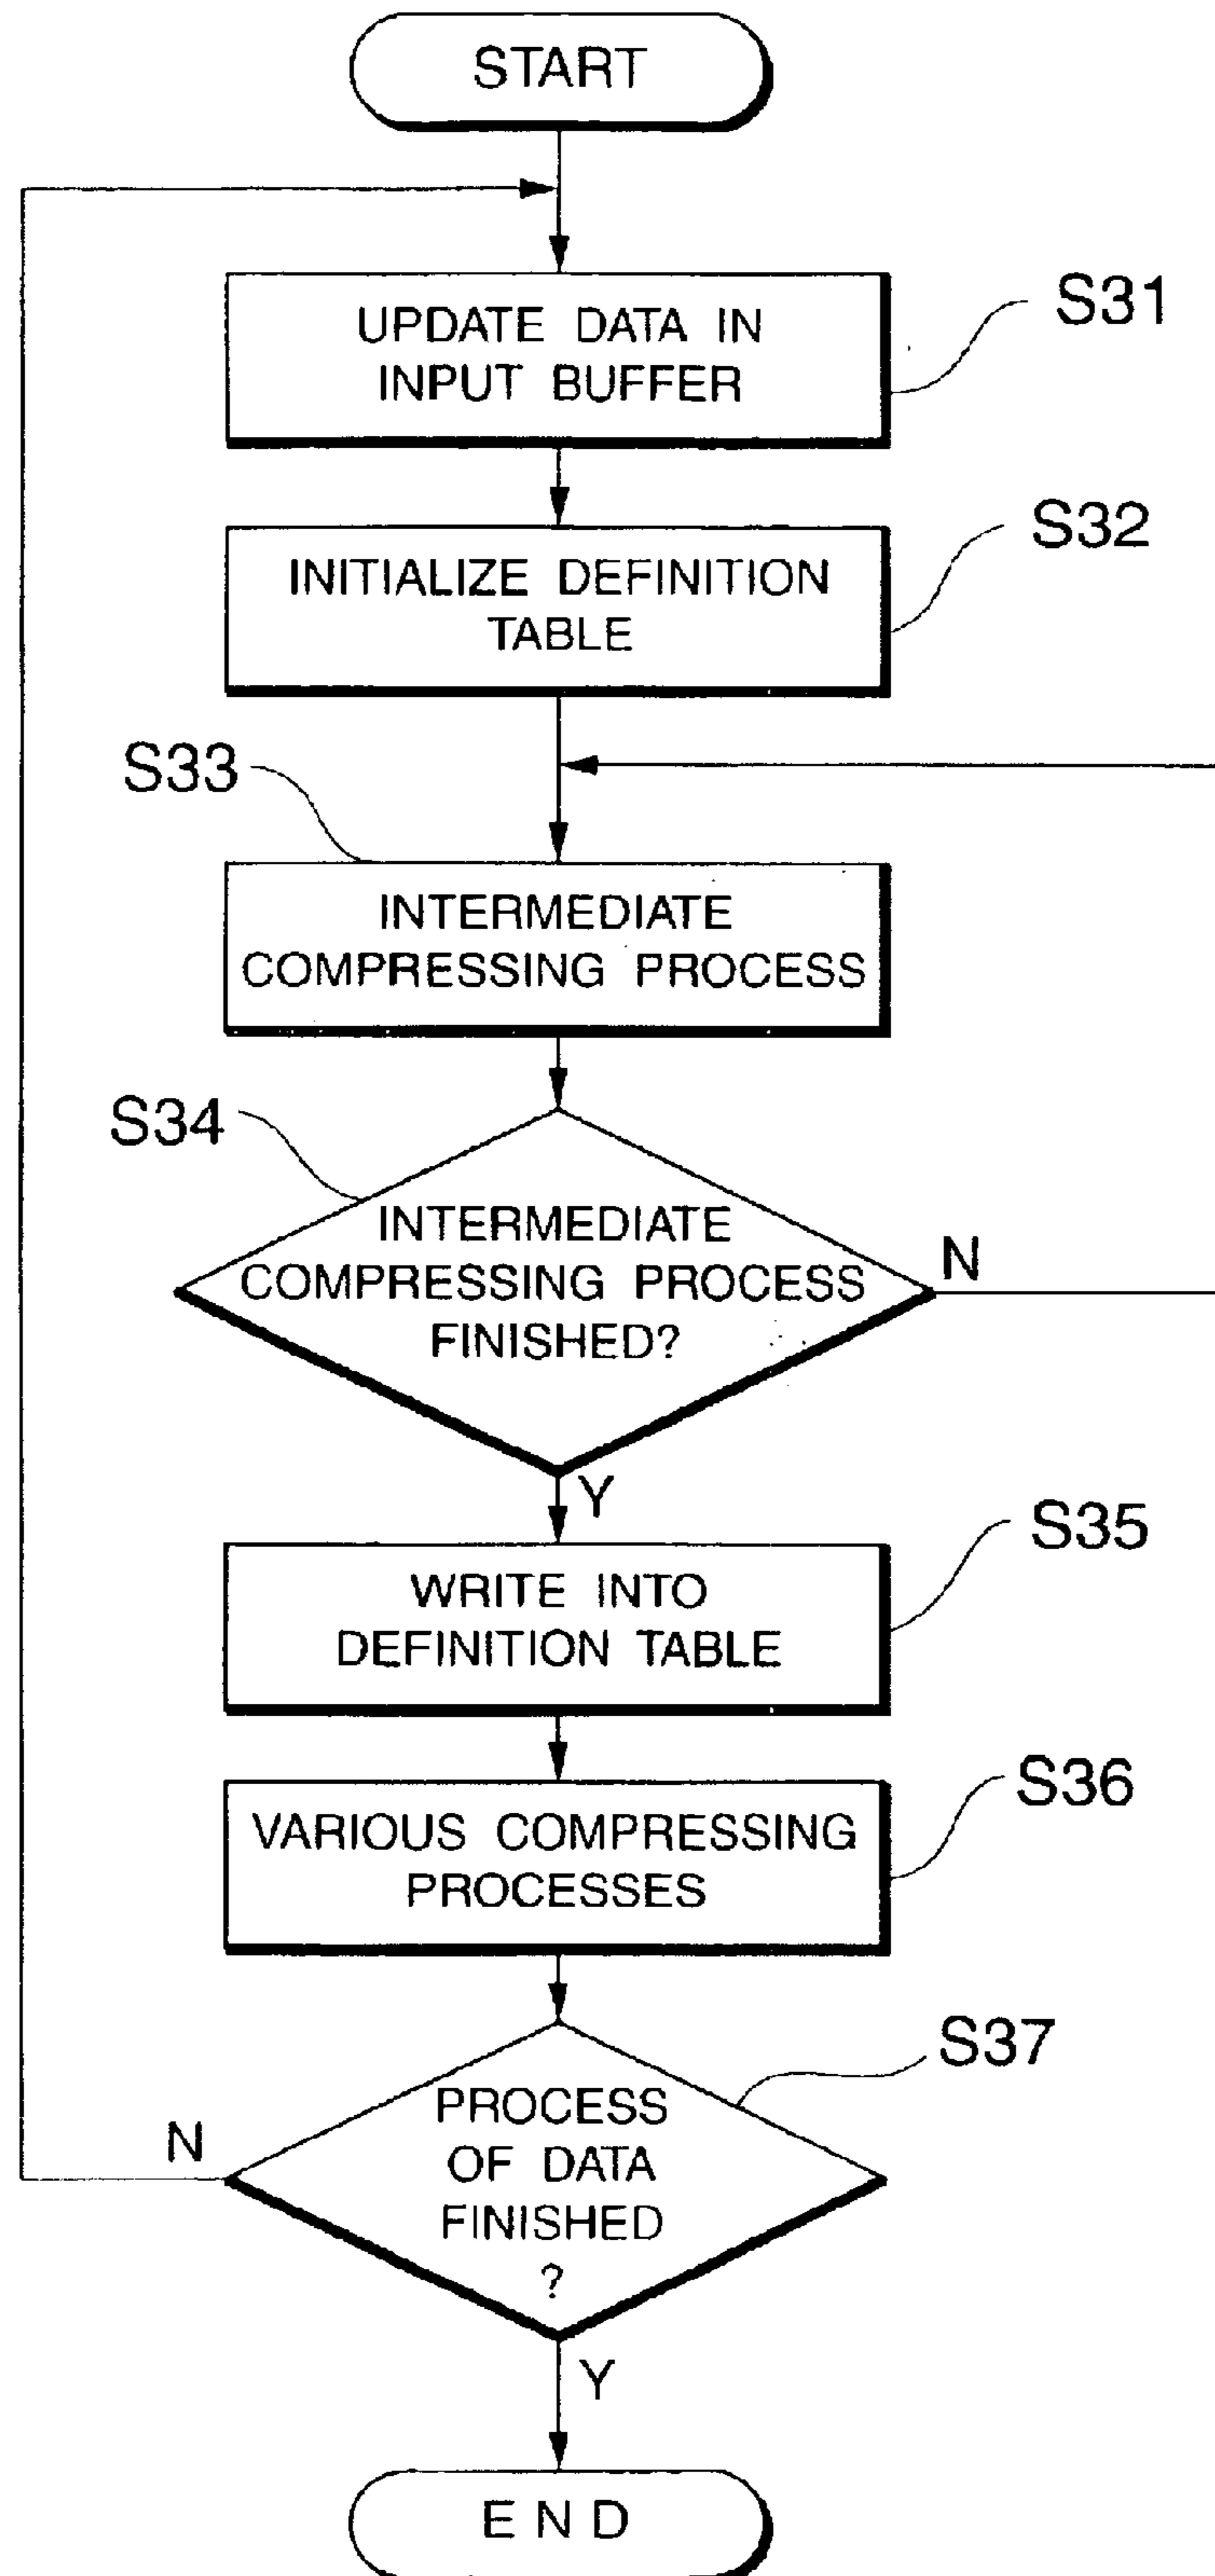 START
UPDATE DATA IN
INPUT BUFFER
S31
INITIALIZE DEFINITION
TABLE
S32
S33
INTERMEDIATE
COMPRESSING PROCESS
S34
INTERMEDIATE
COMPRESSING PROCESS
FINISHED?
N
Y
WRITE INTO
DEFINITION TABLE
S35
VARIOUS COMPRESSING
PROCESSES
S36
S37
PROCESS
OF DATA
FINISHED
?
N
Y
END